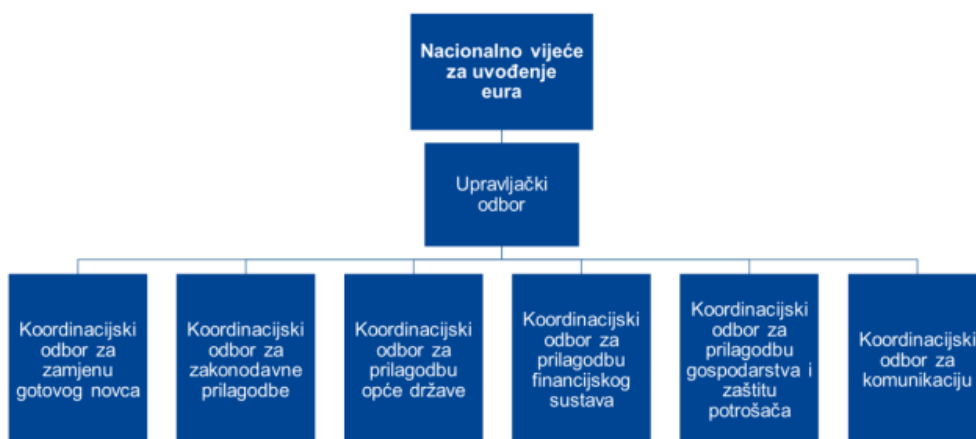 Nacionalno vijeće
za uvođenje
eura
Upravljački
odbor
Koordinacijski
odbor za
zamjenu
gotovog novca
Koordinacijski
odbor za
zakonodavne
prilagodbe
Koordinacijski
odbor za
prilagodbu
opće države
Koordinacijski
odbor za
prilagodbu
financijskog
sustava
Koordinacijski
odbor za
prilagodbu
gospodarstva i
zaštitu
potrošača
Koordinacijski
odbor za
komunikaciju